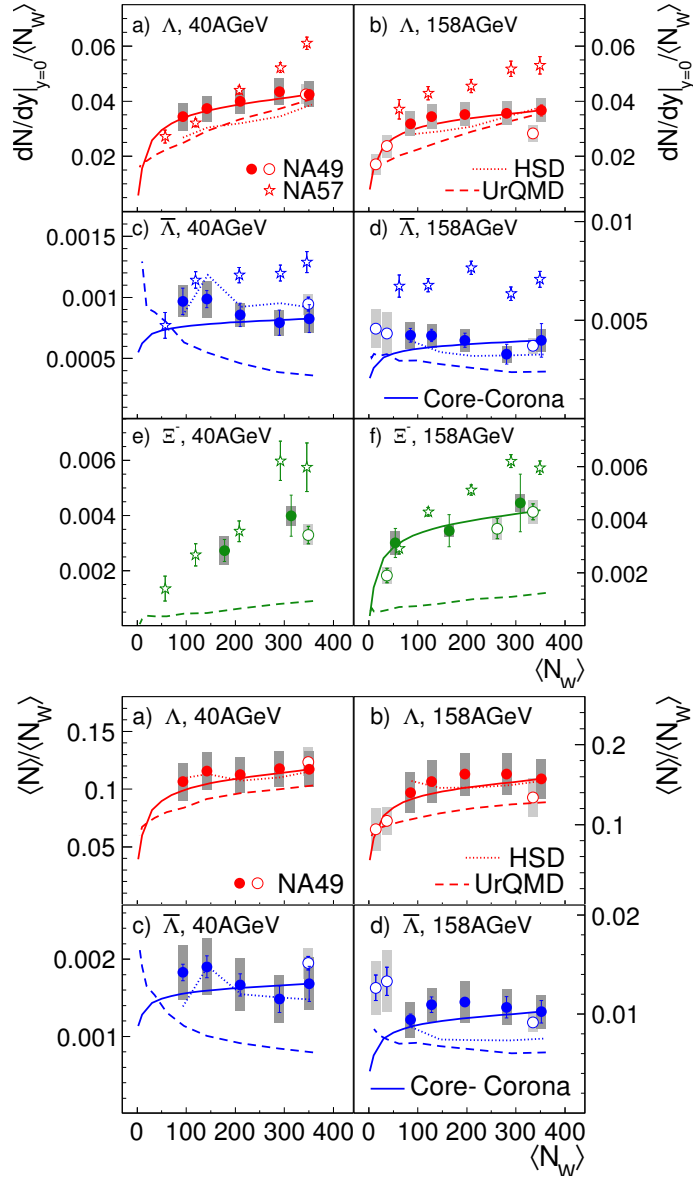 dN/dy|y=0/⟨NW⟩
a) Λ, 40AGeV
b) Λ, 158AGeV
dN/dy|y=0/⟨NW⟩
0.06
0.04
0.02
NA49
NA57
HSD
UrQMD
0.06
0.04
0.02
c) Λ̅, 40AGeV
d) Λ̅, 158AGeV
0.0015
0.001
0.0005
Core-Corona
0.01
0.005
e) Ξ-, 40AGeV
f) Ξ-, 158AGeV
0.006
0.004
0.002
0.006
0.004
0.002
0 100 200 300 400
0 100 200 300 400
⟨NW⟩
⟨N⟩/⟨NW⟩
a) Λ, 40AGeV
b) Λ, 158AGeV
⟨N⟩/⟨NW⟩
0.15
0.1
0.05
NA49
HSD
UrQMD
0.2
0.1
c) Λ̅, 40AGeV
d) Λ̅, 158AGeV
0.002
0.001
Core- Corona
0.02
0.01
0 100 200 300 400
0 100 200 300 400
⟨NW⟩